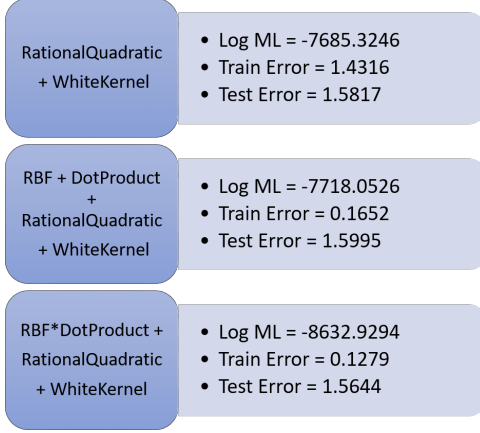 RationalQuadratic
+ WhiteKernel
• Log ML = -7685.3246
• Train Error = 1.4316
• Test Error = 1.5817
RBF + DotProduct
+
RationalQuadratic
+ WhiteKernel
• Log ML = -7718.0526
• Train Error = 0.1652
• Test Error = 1.5995
RBF*DotProduct +
RationalQuadratic
+ WhiteKernel
• Log ML = -8632.9294
• Train Error = 0.1279
• Test Error = 1.5644